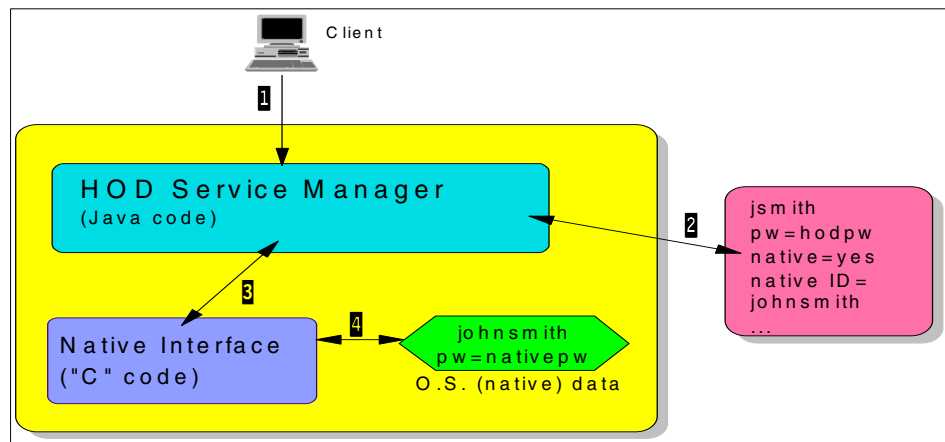 Client
1
HOD Service Manager
(Java code)
2
jsmith
pw=hodpw
native=yes
native ID=
johnsmith
...
3
4
Native Interface
("C" code)
johnsmith
pw=nativepw
O.S. (native) data